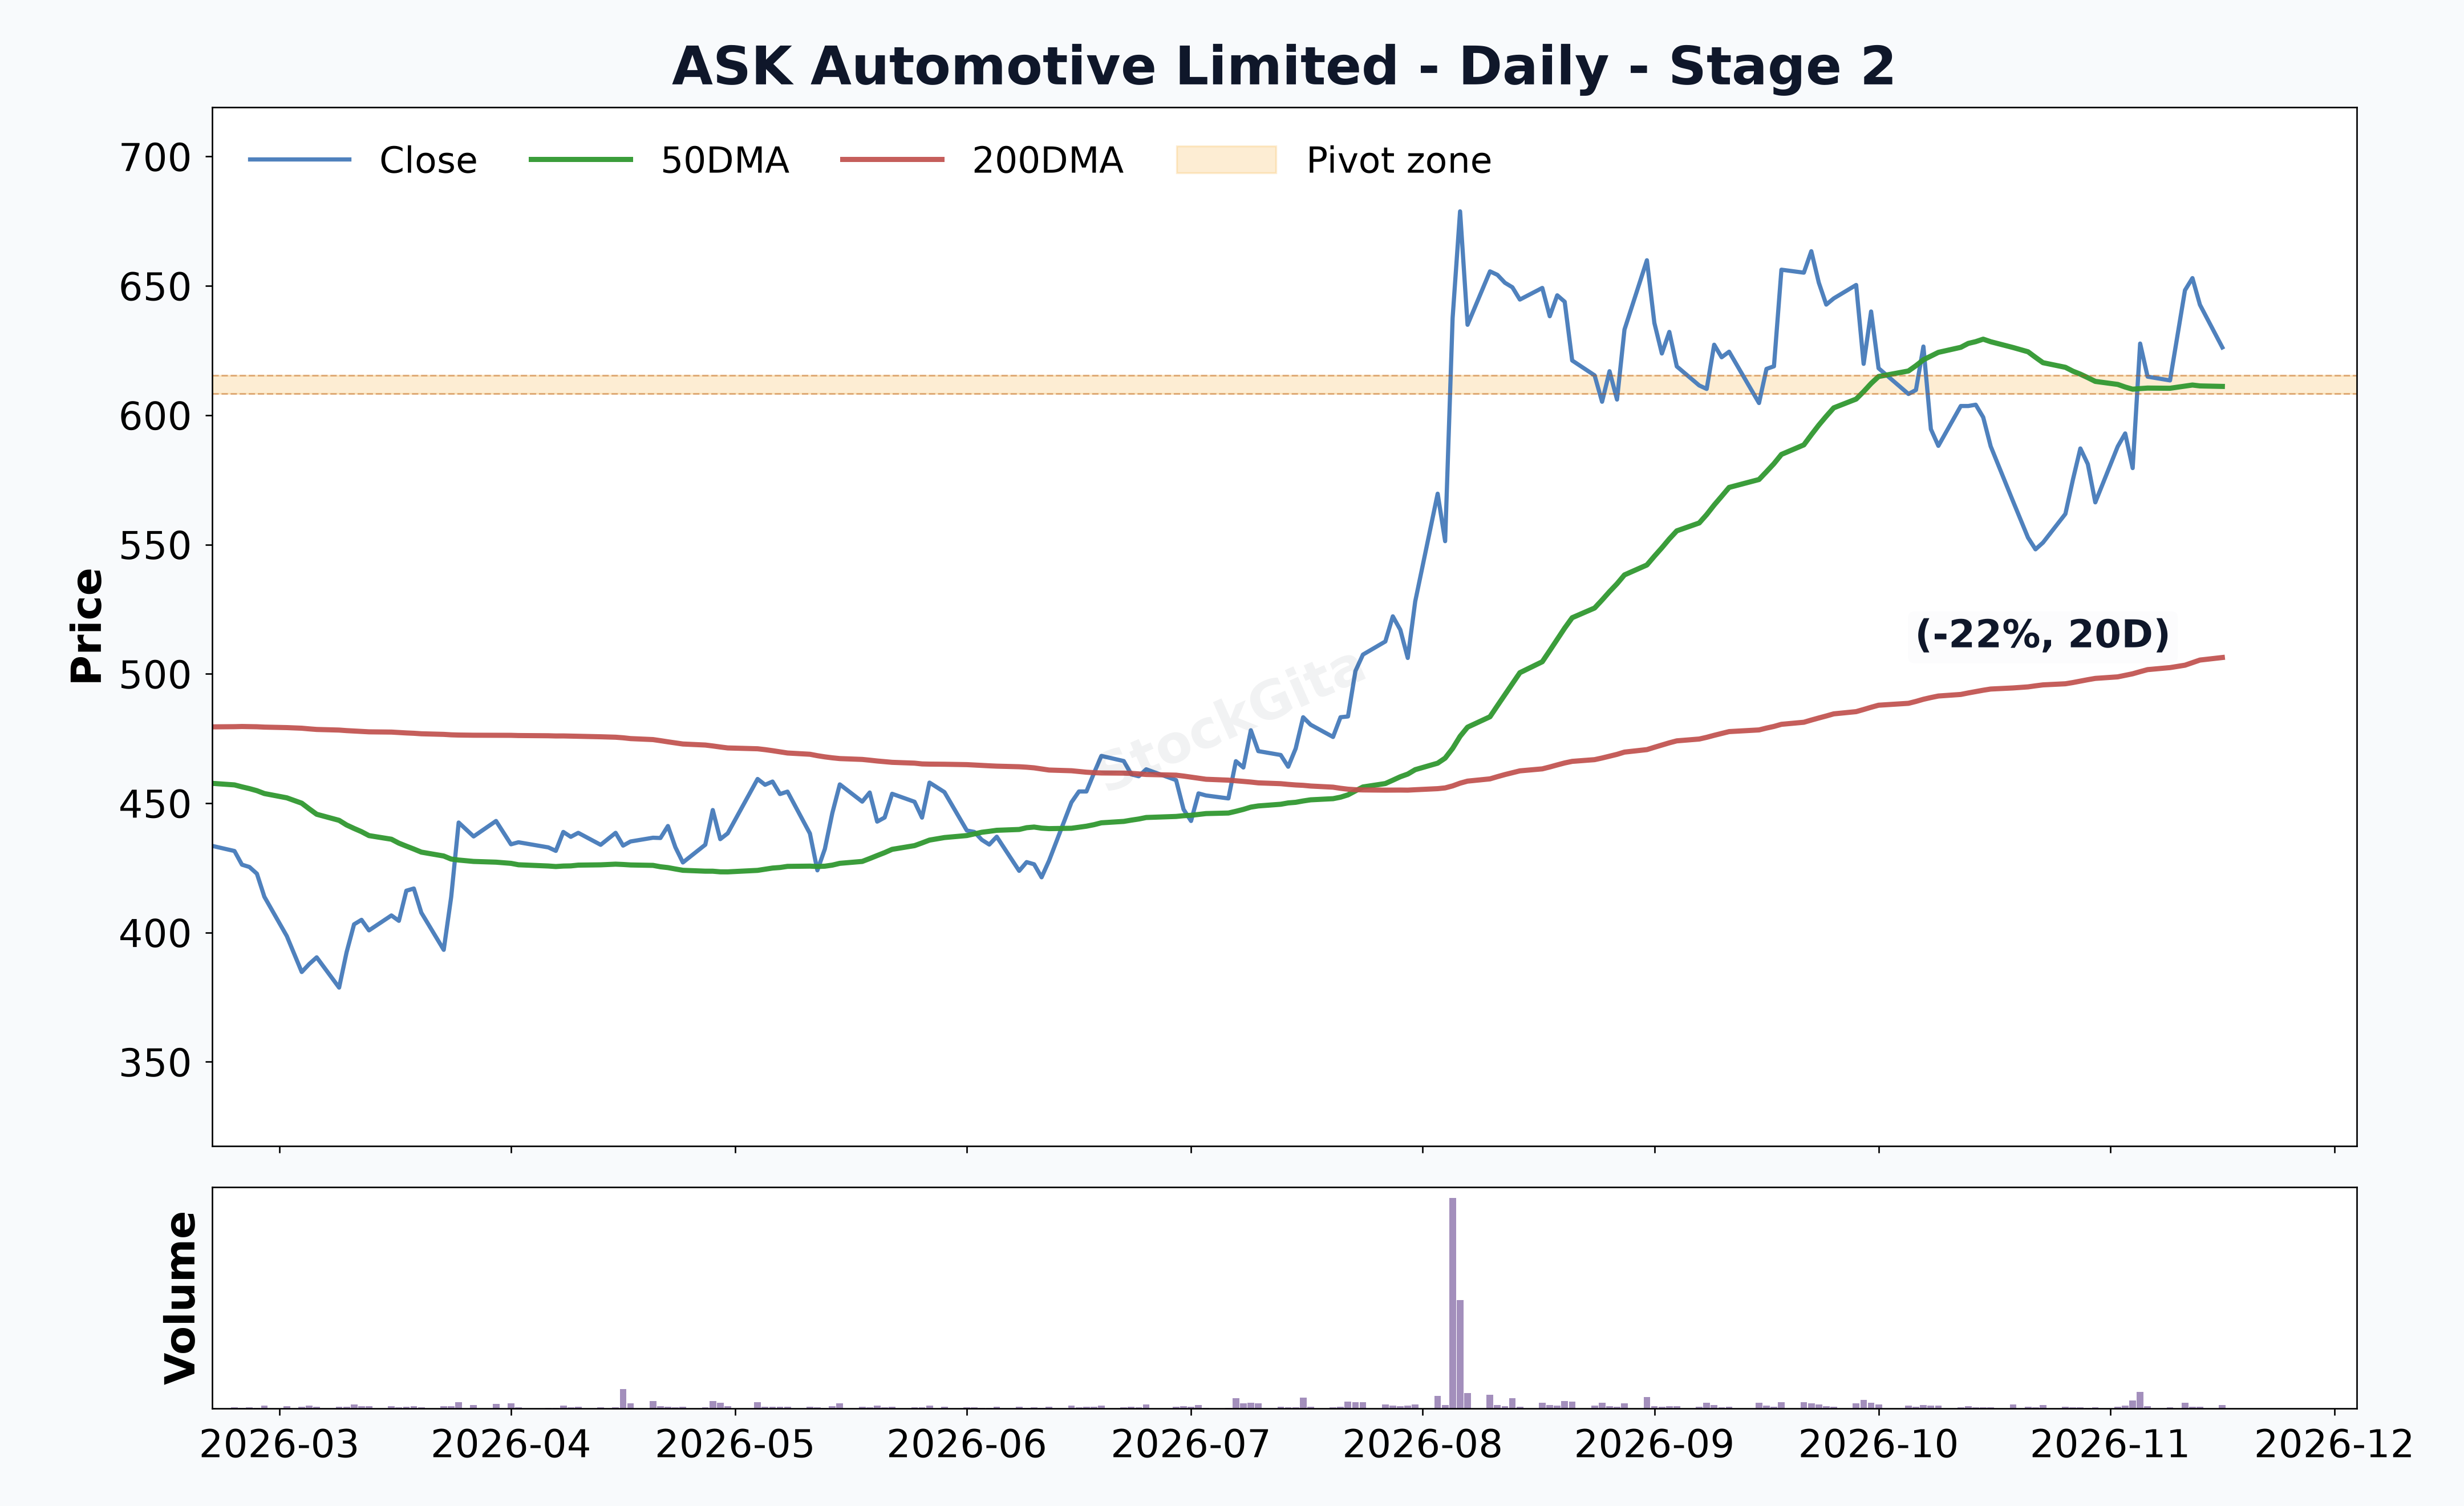 ASK Automotive Limited - Daily - Stage 2
Close 50DMA 200DMA Pivot zone
Price
700
650
600
550
500
450
400
350
(-22%, 20D)
StockGita
Volume
2026-03 2026-04 2026-05 2026-06 2026-07 2026-08 2026-09 2026-10 2026-11 2026-12